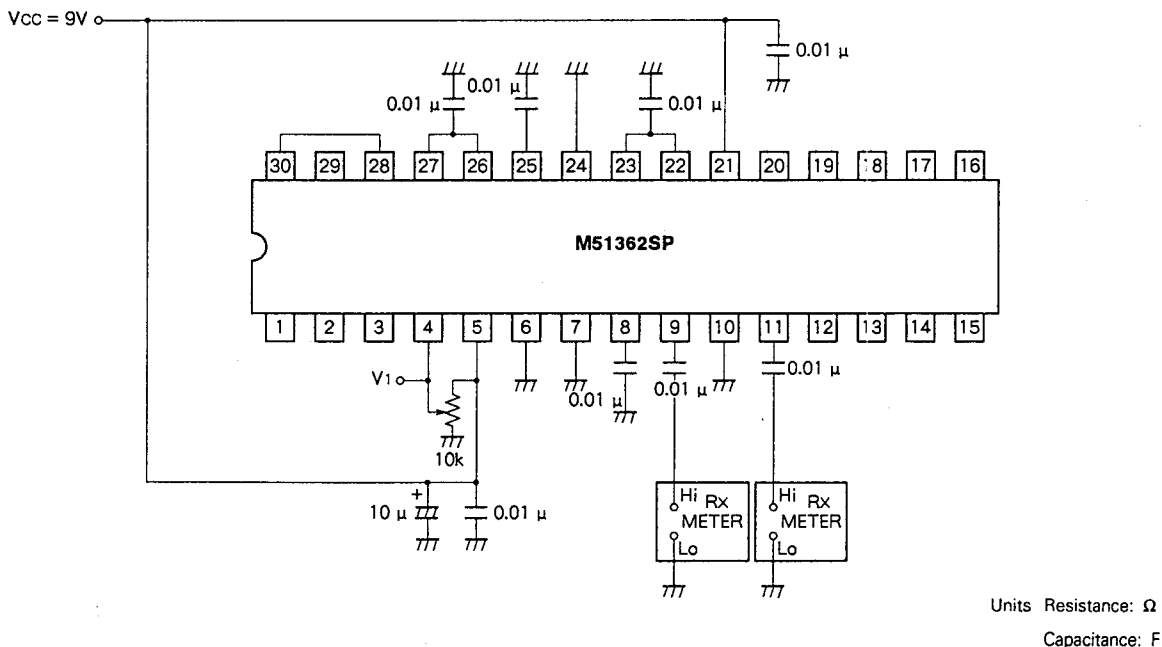 VCC = 9V
0.01 μ
0.01 μ
0.01 μ
0.01 μ
30 29 28 27 26 25 24 23 22 21 20 19 18 17 16
M51362SP
1 2 3 4 5 6 7 8 9 10 11 12 13 14 15
V1
0.01 μ
0.01 μ
0.01 μ
10k
+
10 μ
0.01 μ
Hi Rx
METER
Lo
Hi Rx
METER
Lo
Units Resistance: Ω
Capacitance: F